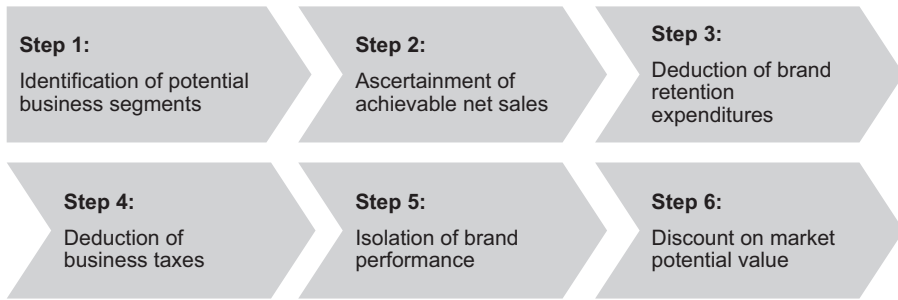 Step 1:
Identification of potential
business segments
Step 2:
Ascertainment of
achievable net sales
Step 3:
Deduction of brand
retention
expenditures
Step 4:
Deduction of
business taxes
Step 5:
Isolation of brand
performance
Step 6:
Discount on market
potential value